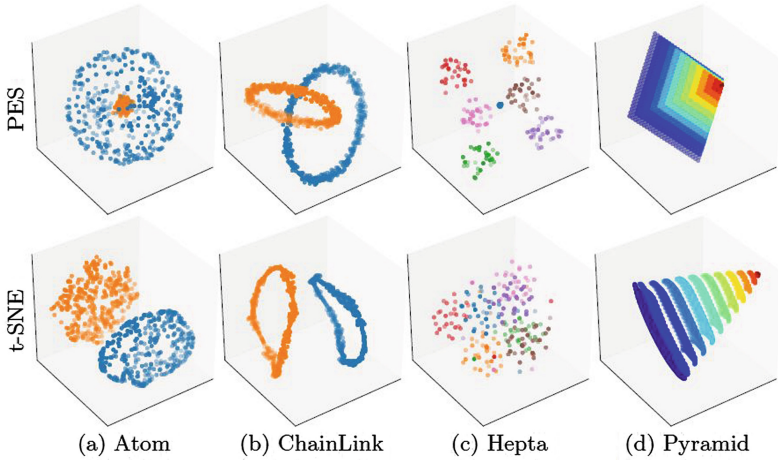 PES
t-SNE
(a) Atom
(b) ChainLink
(c) Hepta
(d) Pyramid